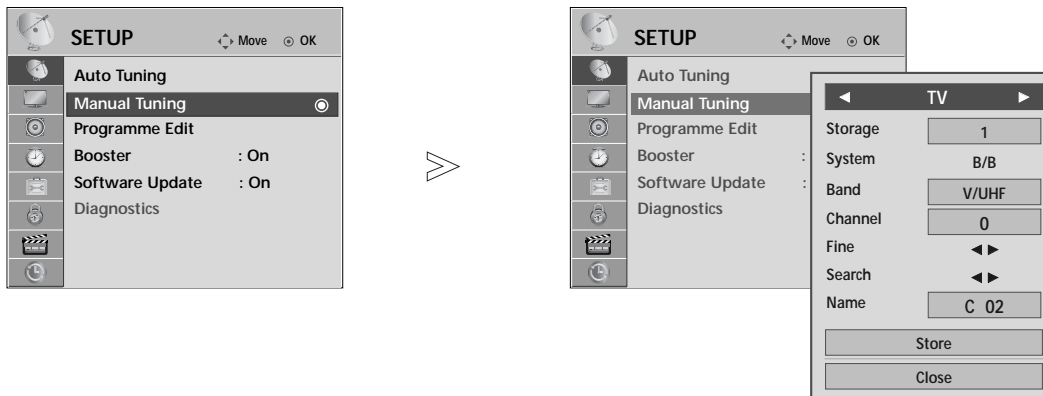 SETUP Move OK
Auto Tuning
Manual Tuning
Programme Edit
Booster : On
Software Update : On
Diagnostics
SETUP Move OK
Auto Tuning
Manual Tuning
Programme Edit
Booster :
Software Update :
Diagnostics
◄ TV ►
Storage 1
System B/B
Band V/UHF
Channel 0
Fine ◄ ►
Search ◄ ►
Name C 02
Store
Close